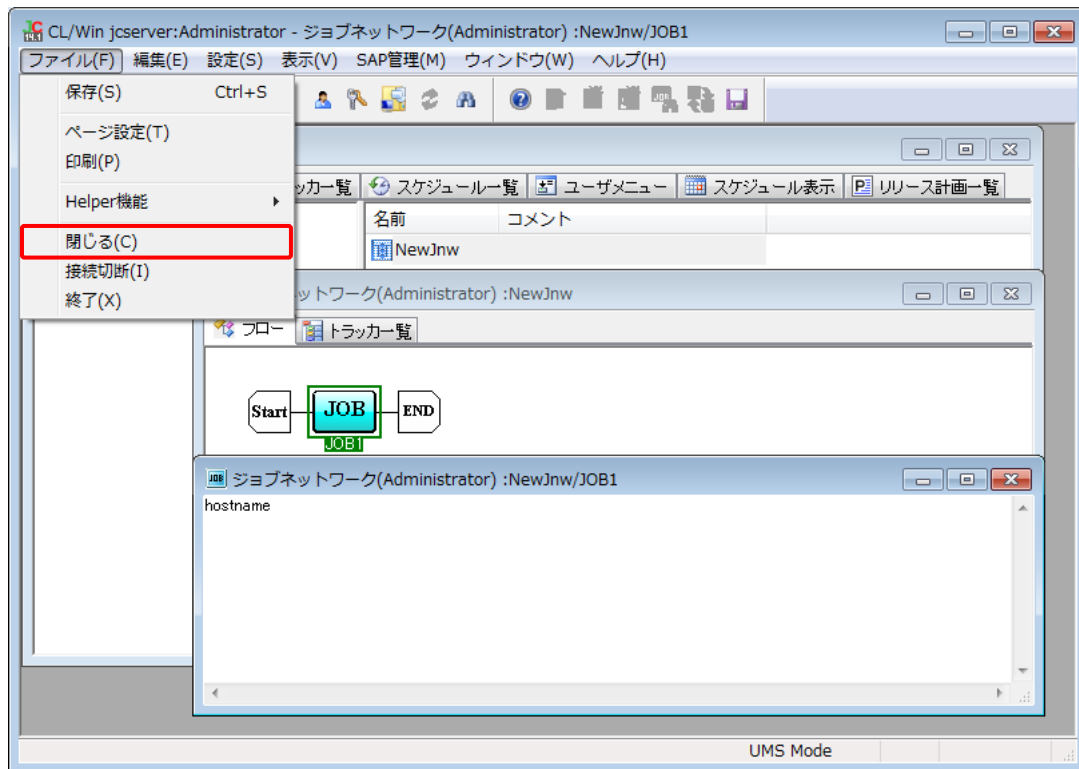 CL/Win jcserver:Administrator - ジョブネットワーク(Administrator) :NewJnw/JOB1
ファイル(F) 編集(E) 設定(S) 表示(V) SAP管理(M) ウィンドウ(W) ヘルプ(H)
保存(S) Ctrl+S
ページ設定(T)
印刷(P)
Helper機能
閉じる(C)
接続切断(I)
終了(X)
ッカ一覧 スケジュール一覧 ユーザメニュー スケジュール表示 リリース計画一覧
名前 コメント
NewJnw
ットワーク(Administrator) :NewJnw
フロー トラッカ一覧
Start JOB END
JOB1
JOB ジョブネットワーク(Administrator) :NewJnw/JOB1
hostname
UMS Mode